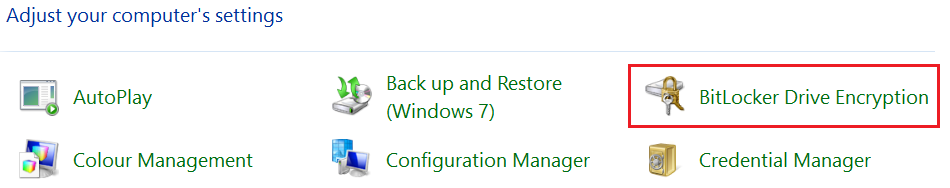 Adjust your computer's settings
AutoPlay
Back up and Restore
(Windows 7)
BitLocker Drive Encryption
Colour Management
Configuration Manager
Credential Manager